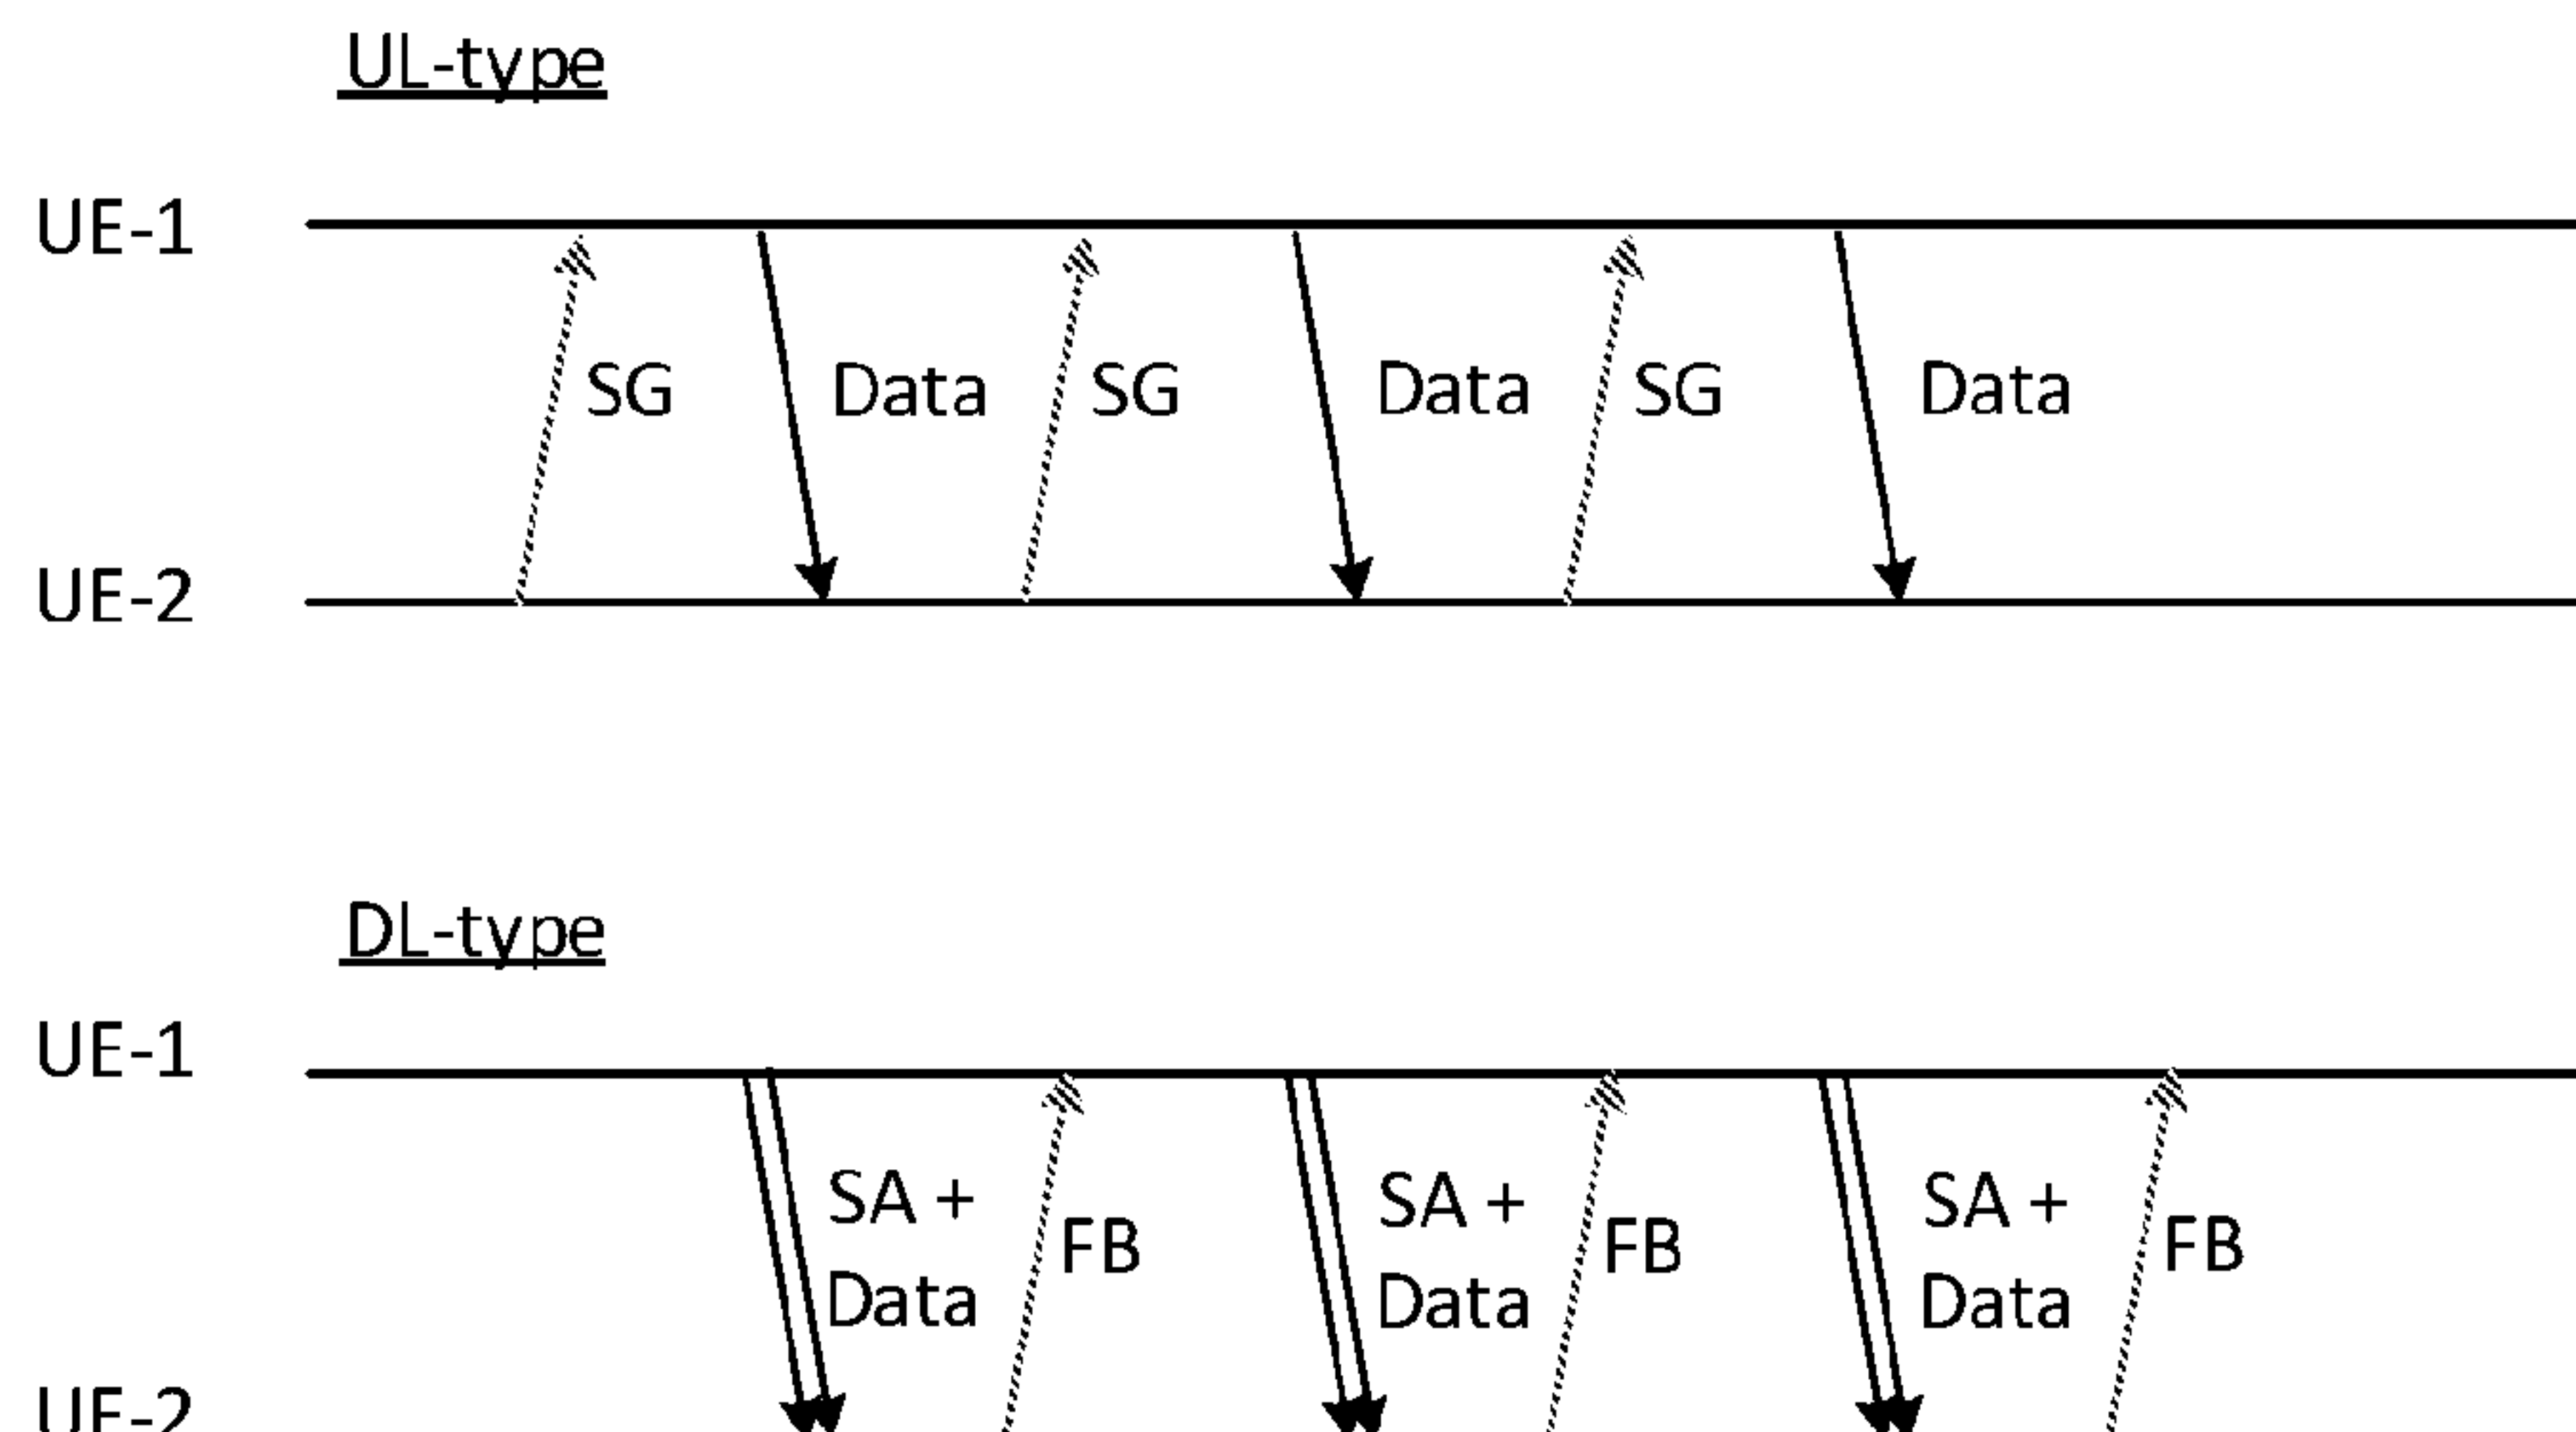 UL-type
UE-1
SG Data SG Data SG Data
UE-2
DL-type
UE-1
SA + SA + SA +
FB FB FB
Data Data Data
UE-2